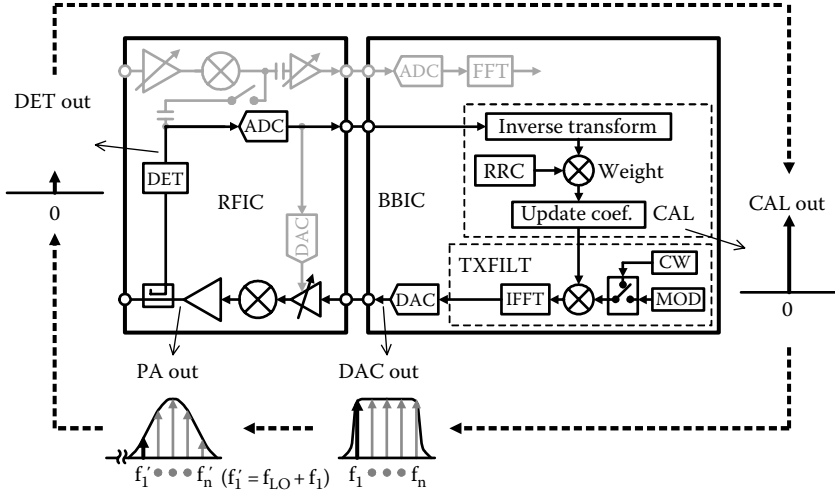 DET out
ADC
FFT
ADC
Inverse transform
DET
RRC
Weight
RFIC
BBIC
CAL out
0
DAC
Update coef.
CAL
TXFILT
CW
DAC
IFFT
MOD
0
PA out
DAC out
f₁′ fₙ′ (f₁′ = f_LO + f₁)
f₁ fₙ